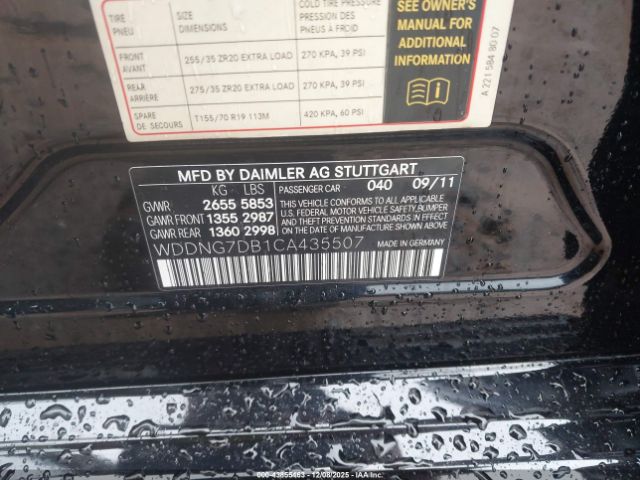 TIRE SIZE COLD TIRE PRESSURE
PNEU DIMENSIONS PRESSION DES
PNEUS À FROID
FRONT 255/35 ZR20 EXTRA LOAD 270 KPA, 39 PSI
AVANT
REAR 275/35 ZR20 EXTRA LOAD 270 KPA, 39 PSI
ARRIÈRE
SPARE T155/70 R19 113M 420 KPA, 60 PSI
DE SECOURS
SEE OWNER'S
MANUAL FOR
ADDITIONAL
INFORMATION
A 221 584 80 07
MFD BY DAIMLER AG STUTTGART
KG LBS PASSENGER CAR 040 09/11
GVWR 2655 5853
GAWR FRONT 1355 2987
GAWR REAR 1360 2998
THIS VEHICLE CONFORMS TO ALL APPLICABLE
U.S. FEDERAL MOTOR VEHICLE SAFETY,BUMPER
AND THEFT PREVENTION STANDARDS IN EFFECT
ON THE DATE OF MANUFACTURE SHOWN ABOVE.
WDDNG7DB1CA435507 MADE IN GERMANY
000-43855463 - 12/08/2025 - IAA Inc.